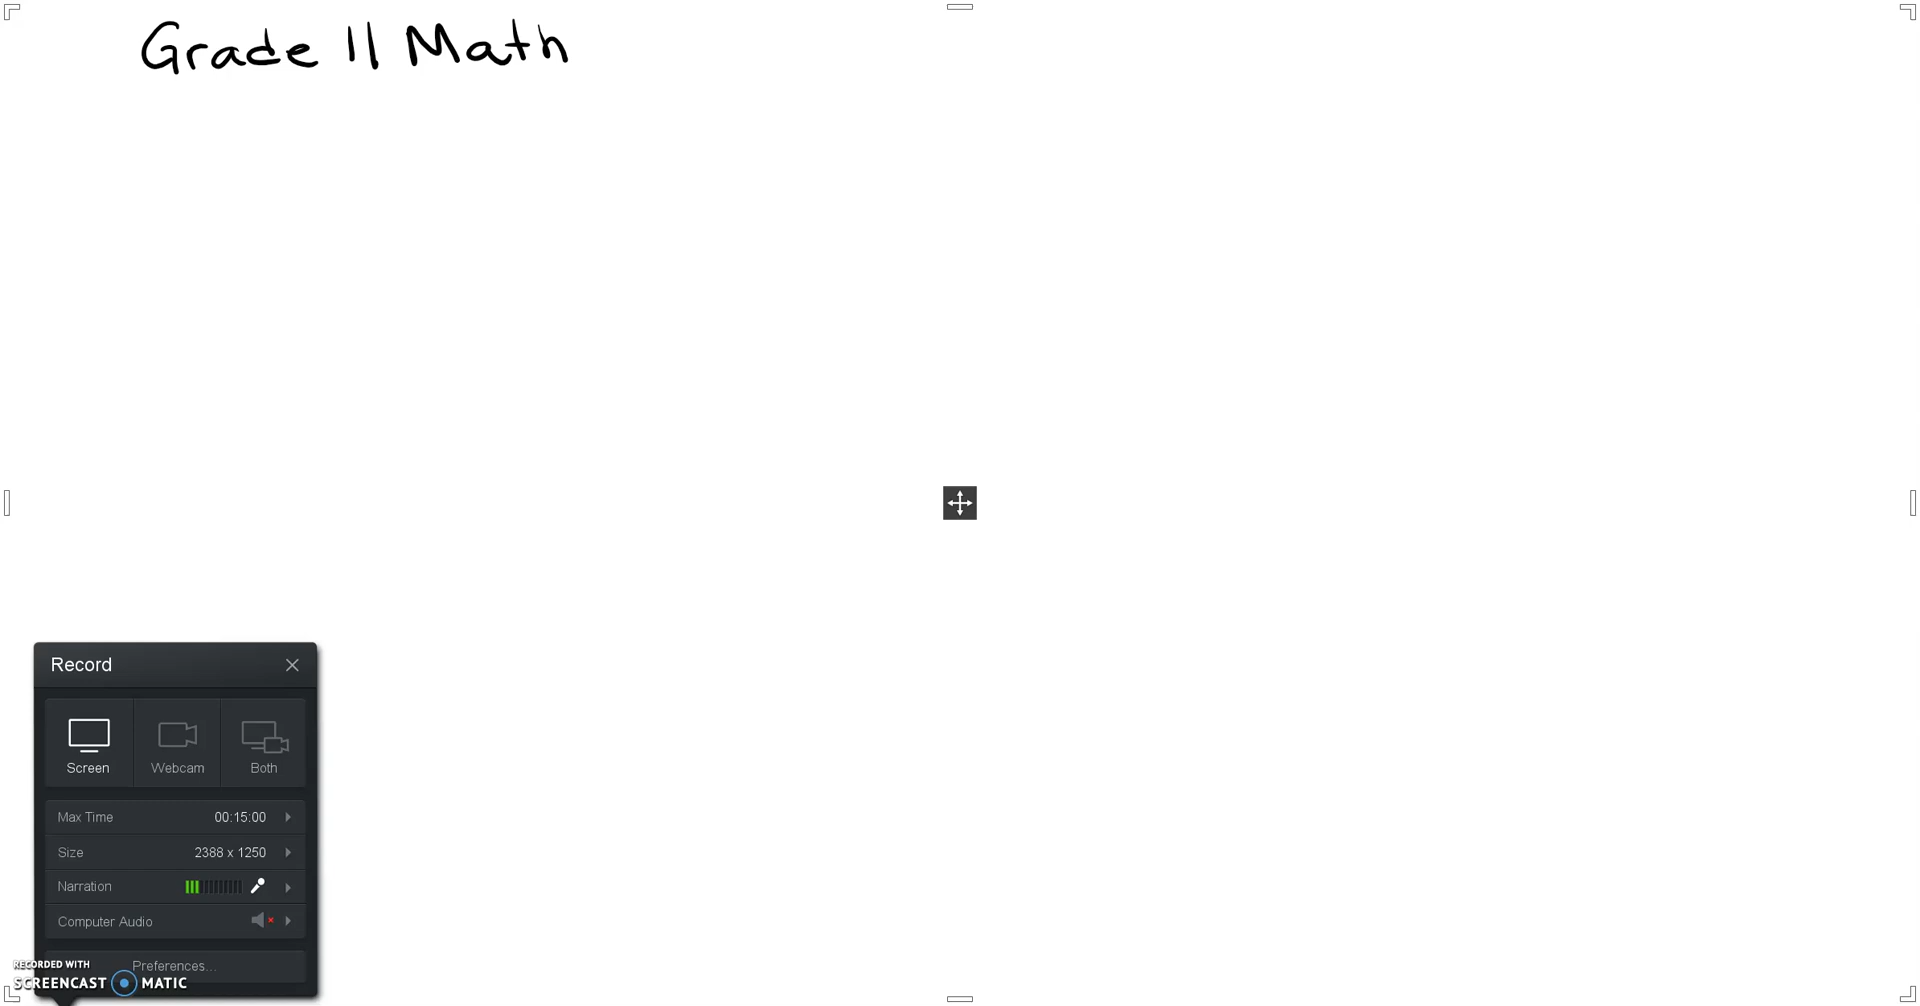 Grade 11 Math
Record
Screen Webcam Both
Max Time 00:15:00
Size 2388 x 1250
Narration
Computer Audio
Preferences...
RECORDED WITH
SCREENCAST MATIC